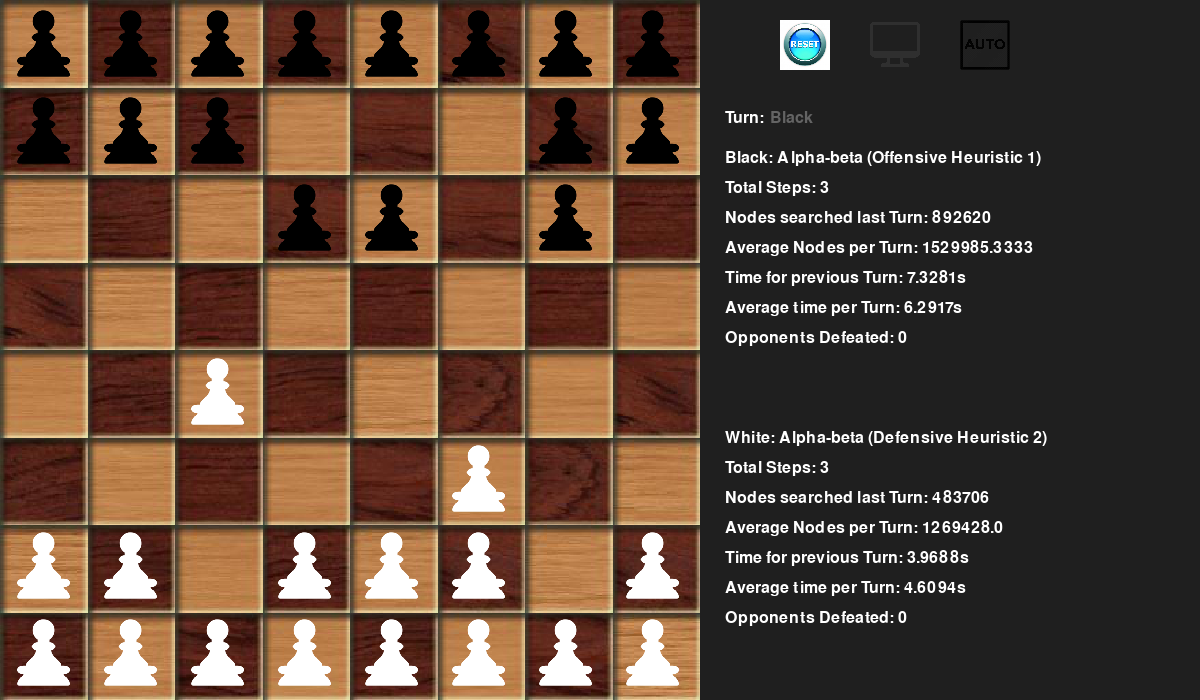 RESET
AUTO
Turn: Black
Black: Alpha-beta (Offensive Heuristic 1)
Total Steps: 3
Nodes searched last Turn: 892620
Average Nodes per Turn: 1529985.3333
Time for previous Turn: 7.3281s
Average time per Turn: 6.2917s
Opponents Defeated: 0
White: Alpha-beta (Defensive Heuristic 2)
Total Steps: 3
Nodes searched last Turn: 483706
Average Nodes per Turn: 1269428.0
Time for previous Turn: 3.9688s
Average time per Turn: 4.6094s
Opponents Defeated: 0